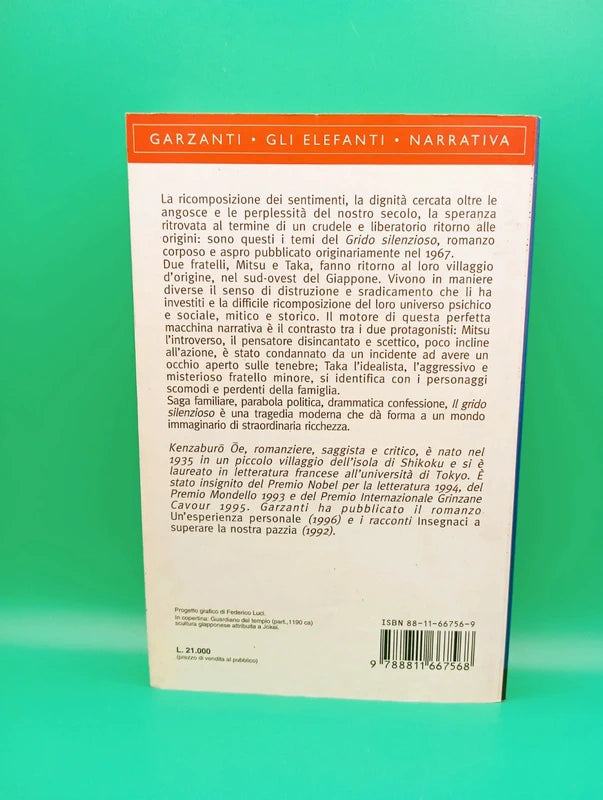 GARZANTI • GLI ELEFANTI • NARRATIVA
La ricomposizione dei sentimenti, la dignità cercata oltre le
angosce e le perplessità del nostro secolo, la speranza
ritrovata al termine di un crudele e liberatorio ritorno alle
origini: sono questi i temi del Grido silenzioso, romanzo
corposo e aspro pubblicato originariamente nel 1967.
Due fratelli, Mitsu e Taka, fanno ritorno al loro villaggio
d'origine, nel sud-ovest del Giappone. Vivono in maniere
diverse il senso di distruzione e sradicamento che li ha
investiti e la difficile ricomposizione del loro universo psichico
e sociale, mitico e storico. Il motore di questa perfetta
macchina narrativa è il contrasto tra i due protagonisti: Mitsu
l'introverso, il pensatore disincantato e scettico, poco incline
all'azione, è stato condannato da un incidente ad avere un
occhio aperto sulle tenebre; Taka l'idealista, l'aggressivo e
misterioso fratello minore, si identifica con i personaggi
scomodi e perdenti della famiglia.
Saga familiare, parabola politica, drammatica confessione, Il grido
silenzioso è una tragedia moderna che dà forma a un mondo
immaginario di straordinaria ricchezza.
Kenzaburō Ōe, romanziere, saggista e critico, è nato nel
1935 in un piccolo villaggio dell'isola di Shikoku e si è
laureato in letteratura francese all'università di Tokyo. È
stato insignito del Premio Nobel per la letteratura 1994, del
Premio Mondello 1993 e del Premio Internazionale Grinzane
Cavour 1995. Garzanti ha pubblicato il romanzo
Un'esperienza personale (1996) e i racconti Insegnaci a
superare la nostra pazzia (1992).
Progetto grafico di Federico Luci.
In copertina: Guardiano del tempio (part.,1190 ca)
scultura giapponese attribuita a Jokei.
L. 21.000
(prezzo di vendita al pubblico)
ISBN 88-11-66756-9
9 788811 667568